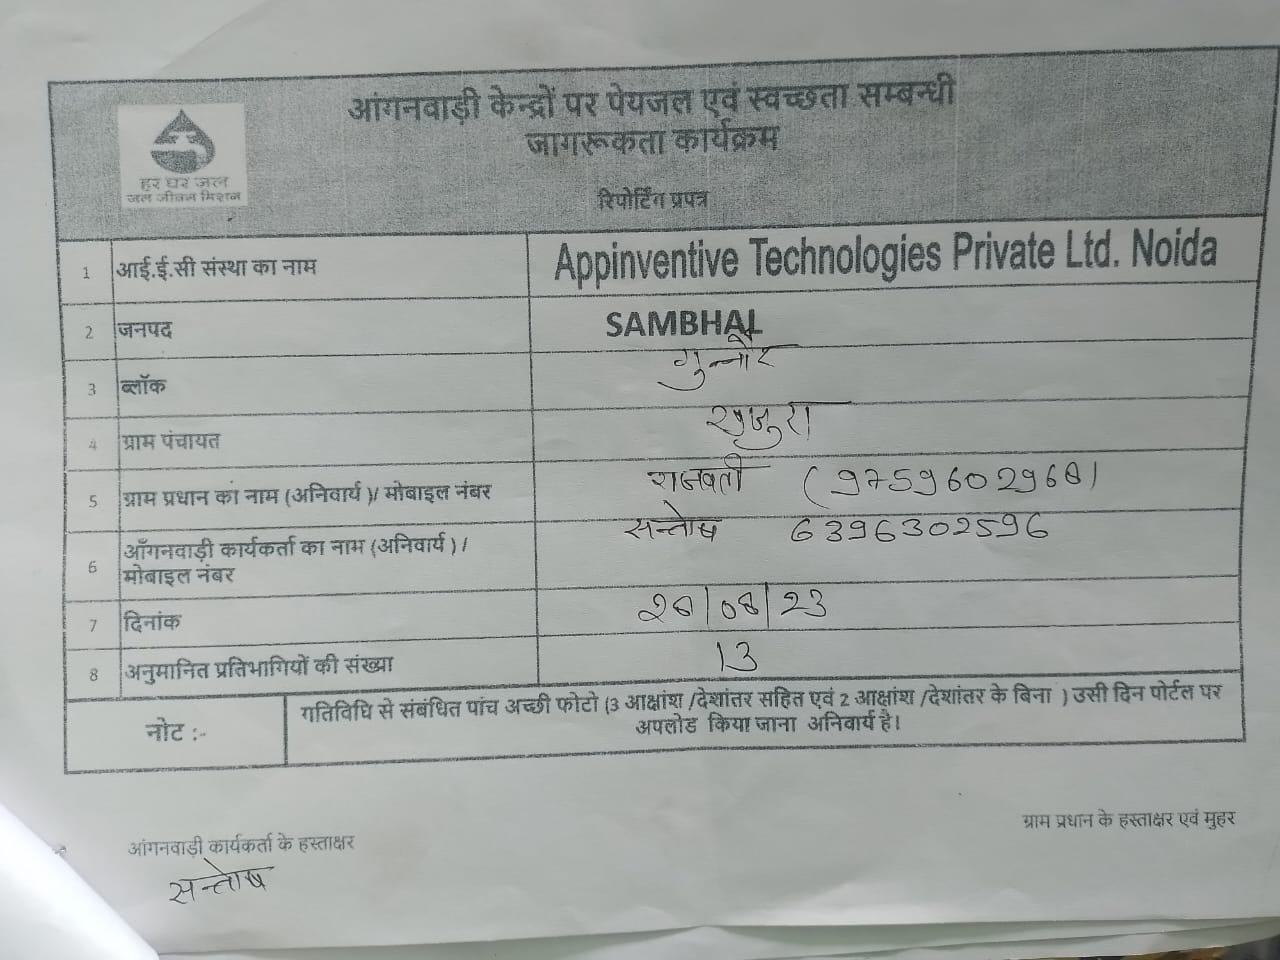 आंगनवाड़ी केन्द्रों पर पेयजल एवं स्वच्छता सम्बन्धी
जागरूकता कार्यक्रम
रिपोर्टिंग प्रपत्र
हर घर जल
जल जीवन मिशन
1 आई.ई.सी संस्था का नाम Appinventive Technologies Private Ltd. Noida
2 जनपद SAMBHAL
3 ब्लॉक गुन्नौर
4 ग्राम पंचायत
5 ग्राम प्रधान का नाम (अनिवार्य )/ मोबाइल नंबर राजवती (9759602968)
6 आँगनवाड़ी कार्यकर्ता का नाम (अनिवार्य ) / सन्तोष 6396302596
मोबाइल नंबर
7 दिनांक 28/08/23
8 अनुमानित प्रतिभागियों की संख्या 13
नोट :- गतिविधि से संबंधित पांच अच्छी फोटो (3 आक्षांश /देशांतर सहित एवं 2 आक्षांश /देशांतर के बिना ) उसी दिन पोर्टल पर
अपलोड किया जाना अनिवार्य है।
ग्राम प्रधान के हस्ताक्षर एवं मुहर
आंगनवाड़ी कार्यकर्ता के हस्ताक्षर
सन्तोष